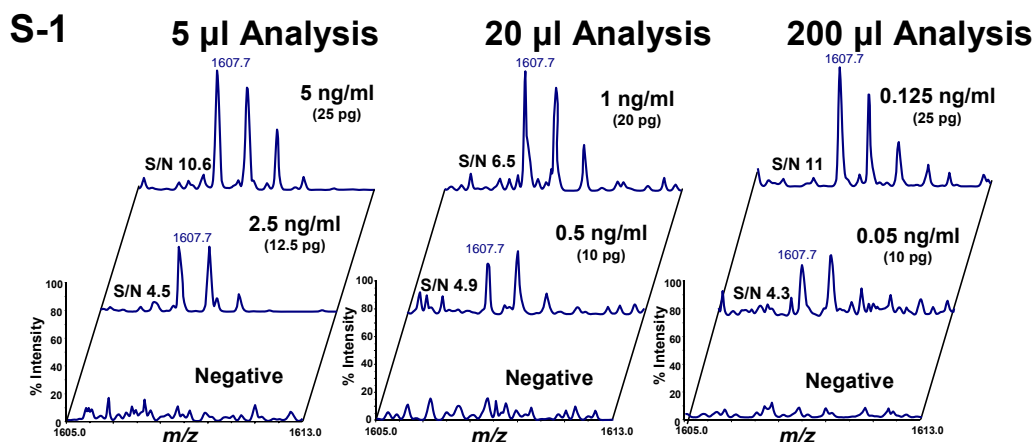 S-1
5 µl Analysis
20 µl Analysis
200 µl Analysis
1607.7
5 ng/ml
(25 pg)
S/N 10.6
1607.7
1 ng/ml
(20 pg)
S/N 6.5
1607.7
0.125 ng/ml
(25 pg)
S/N 11
2.5 ng/ml
(12.5 pg)
1607.7
S/N 4.5
0.5 ng/ml
(10 pg)
1607.7
S/N 4.9
0.05 ng/ml
(10 pg)
1607.7
S/N 4.3
% Intensity
100
80
60
40
20
0
Negative
1605.0
m/z
1613.0
% Intensity
100
80
60
40
20
0
Negative
1605.0
m/z
1613.0
% Intensity
100
80
60
40
20
0
Negative
1605.0
m/z
1613.0